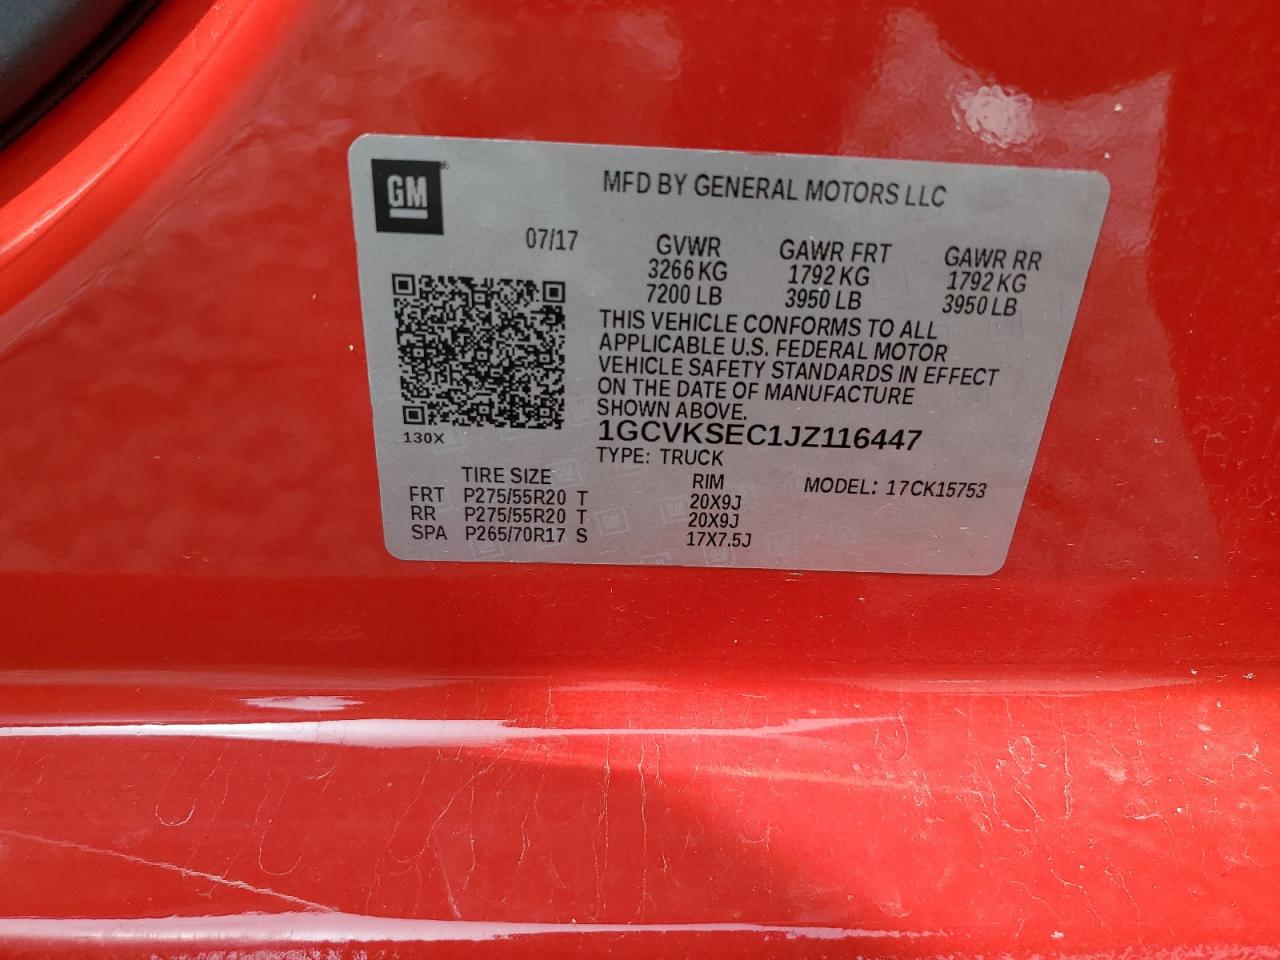 GM
MFD BY GENERAL MOTORS LLC
07/17
GVWR GAWR FRT GAWR RR
3266 KG 1792 KG 1792 KG
7200 LB 3950 LB 3950 LB
THIS VEHICLE CONFORMS TO ALL
APPLICABLE U.S. FEDERAL MOTOR
VEHICLE SAFETY STANDARDS IN EFFECT
ON THE DATE OF MANUFACTURE
SHOWN ABOVE.
130X
1GCVKSEC1JZ116447
TYPE: TRUCK
TIRE SIZE RIM MODEL: 17CK15753
FRT P275/55R20 T 20X9J
RR P275/55R20 T 20X9J
SPA P265/70R17 S 17X7.5J